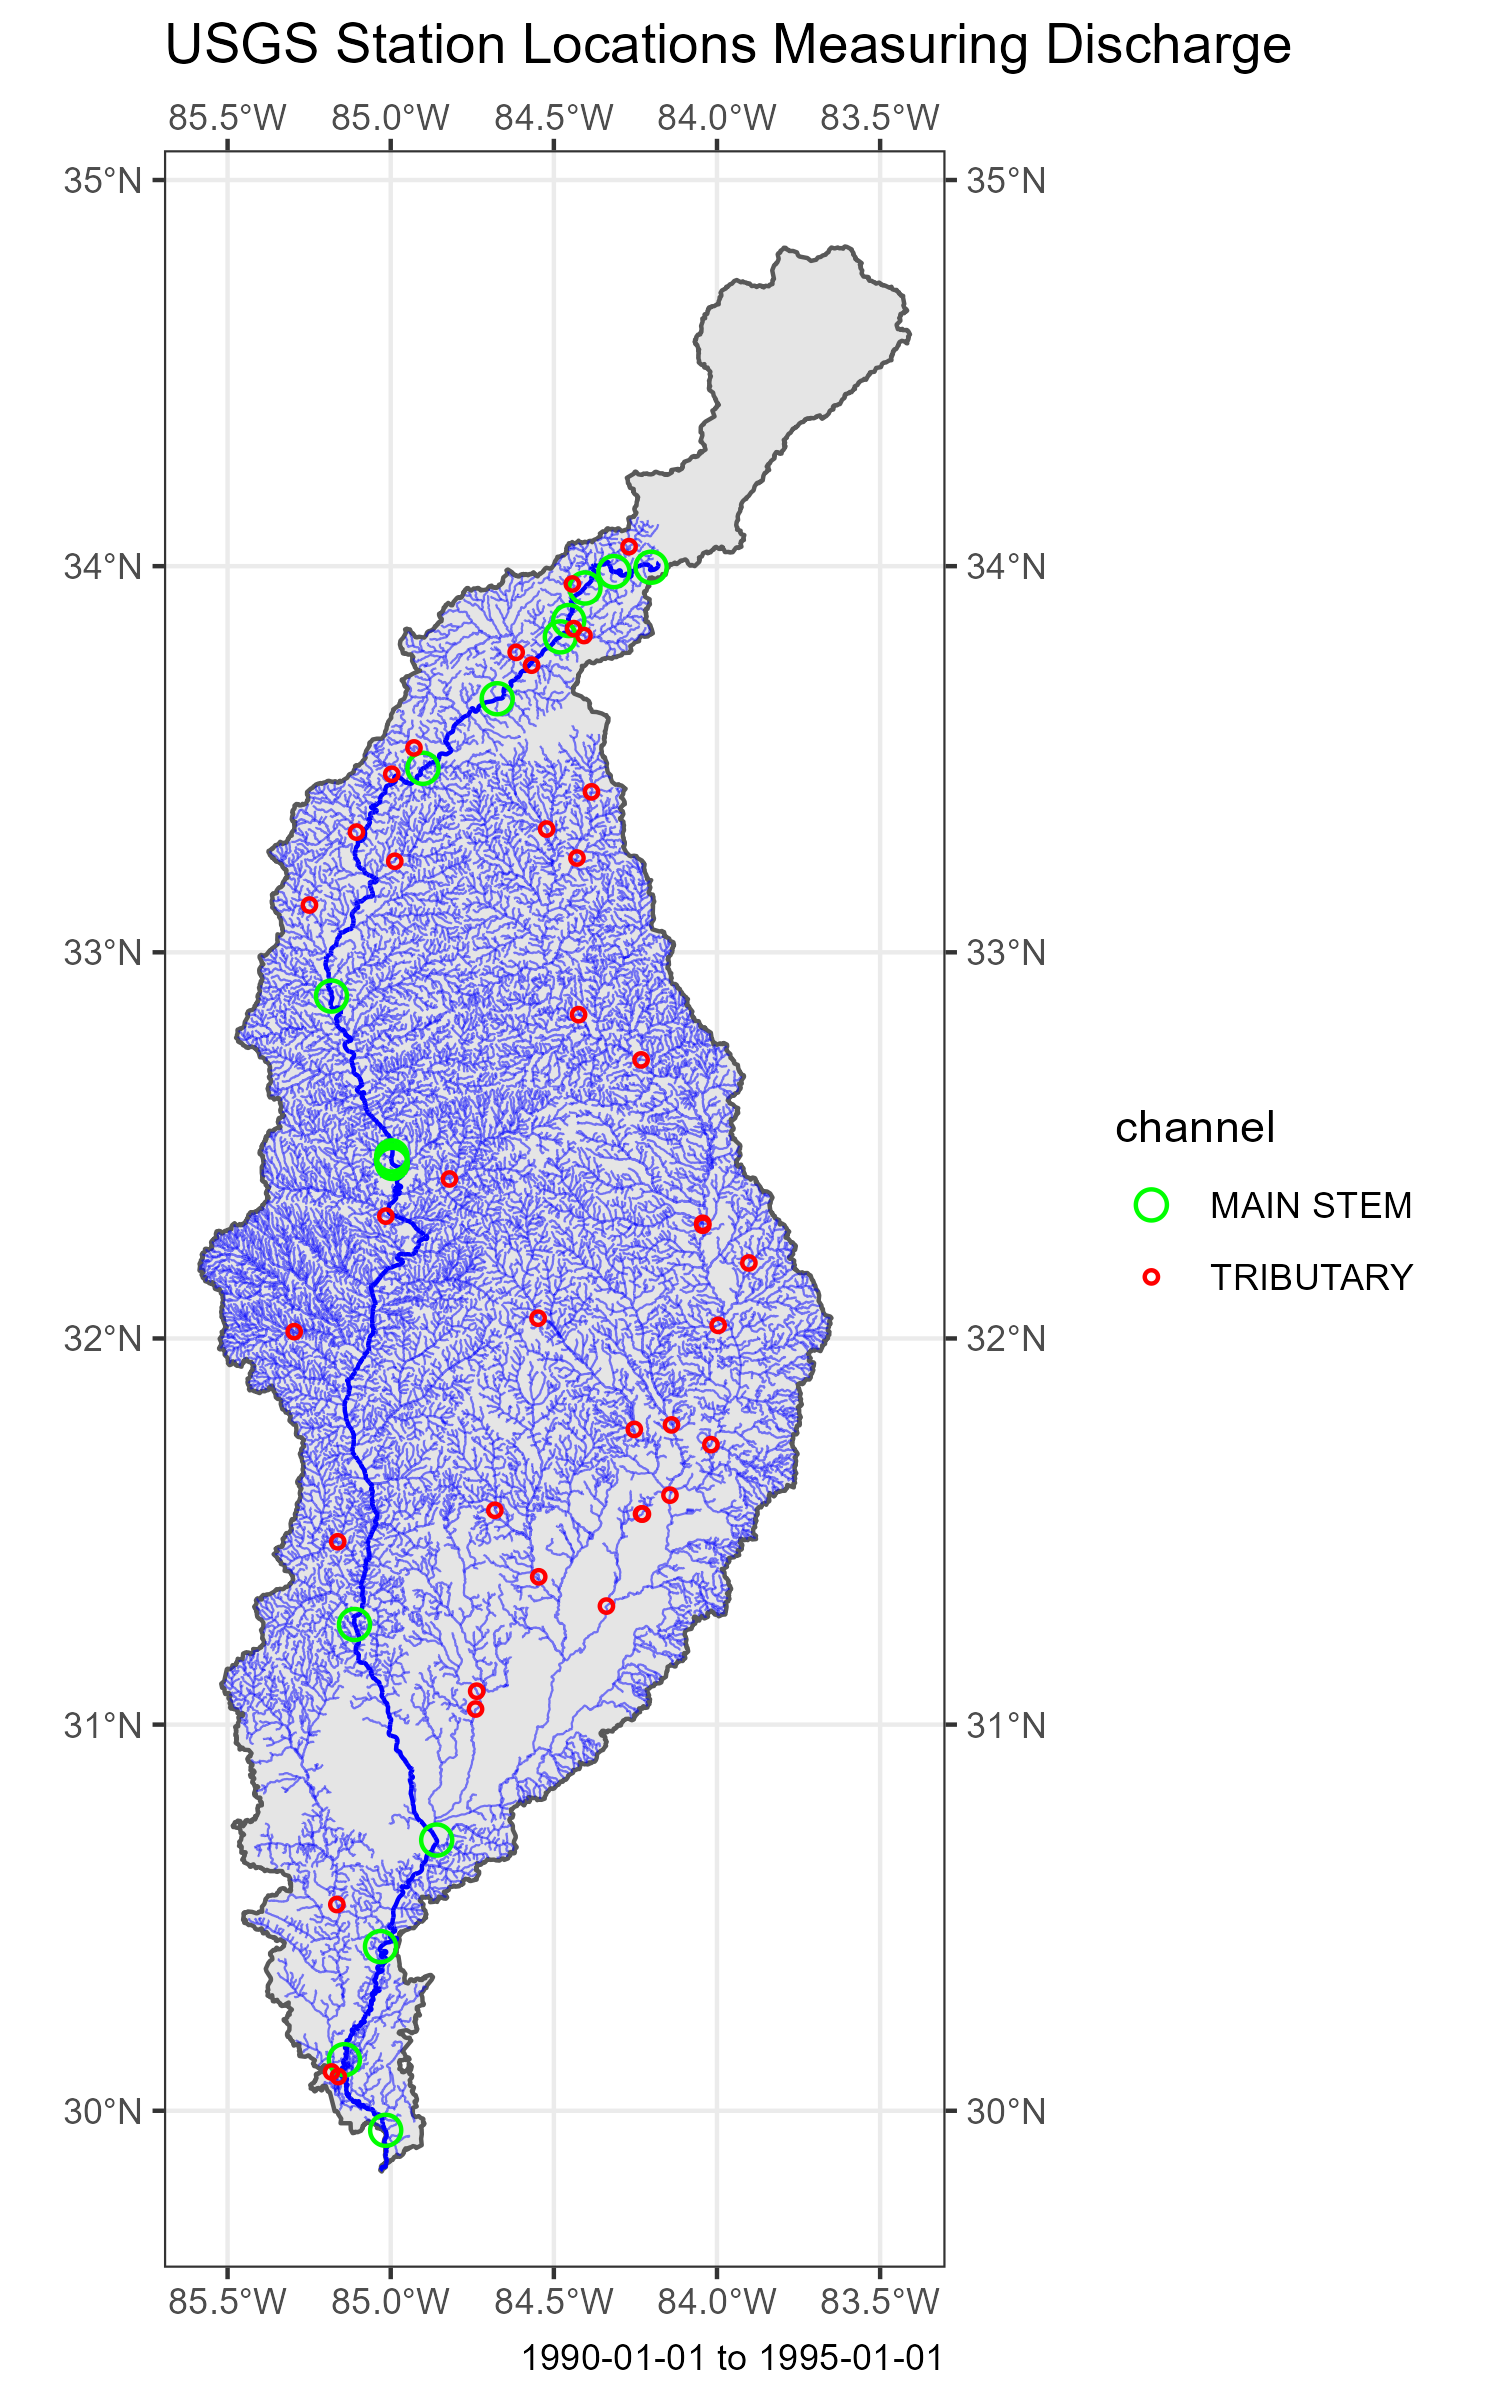 USGS Station Locations Measuring Discharge
85.5°W 85.0°W 84.5°W 84.0°W 83.5°W
35°N 35°N
34°N 34°N
33°N 33°N
channel
MAIN STEM
TRIBUTARY
32°N 32°N
31°N 31°N
30°N 30°N
85.5°W 85.0°W 84.5°W 84.0°W 83.5°W
1990-01-01 to 1995-01-01